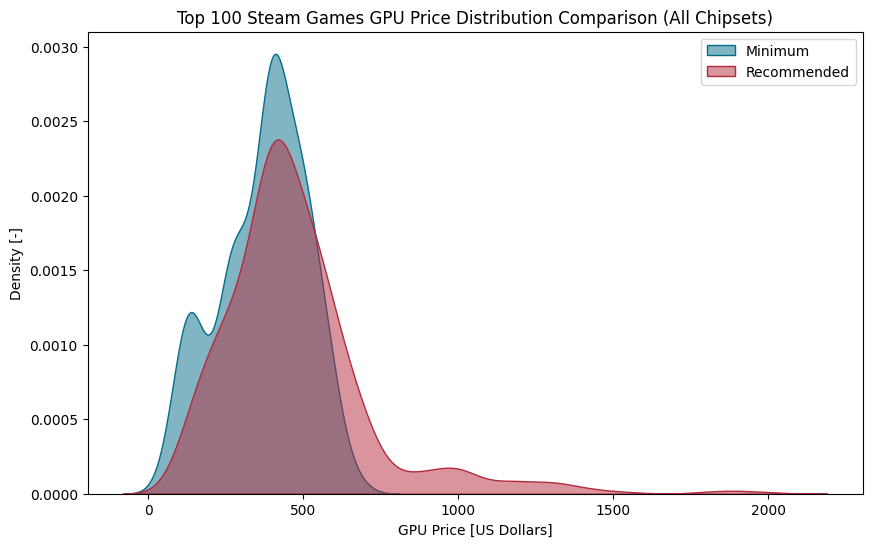 Top 100 Steam Games GPU Price Distribution Comparison (All Chipsets)
Minimum
Recommended
Density [-]
0.0030
0.0025
0.0020
0.0015
0.0010
0.0005
0.0000
0 500 1000 1500 2000
GPU Price [US Dollars]